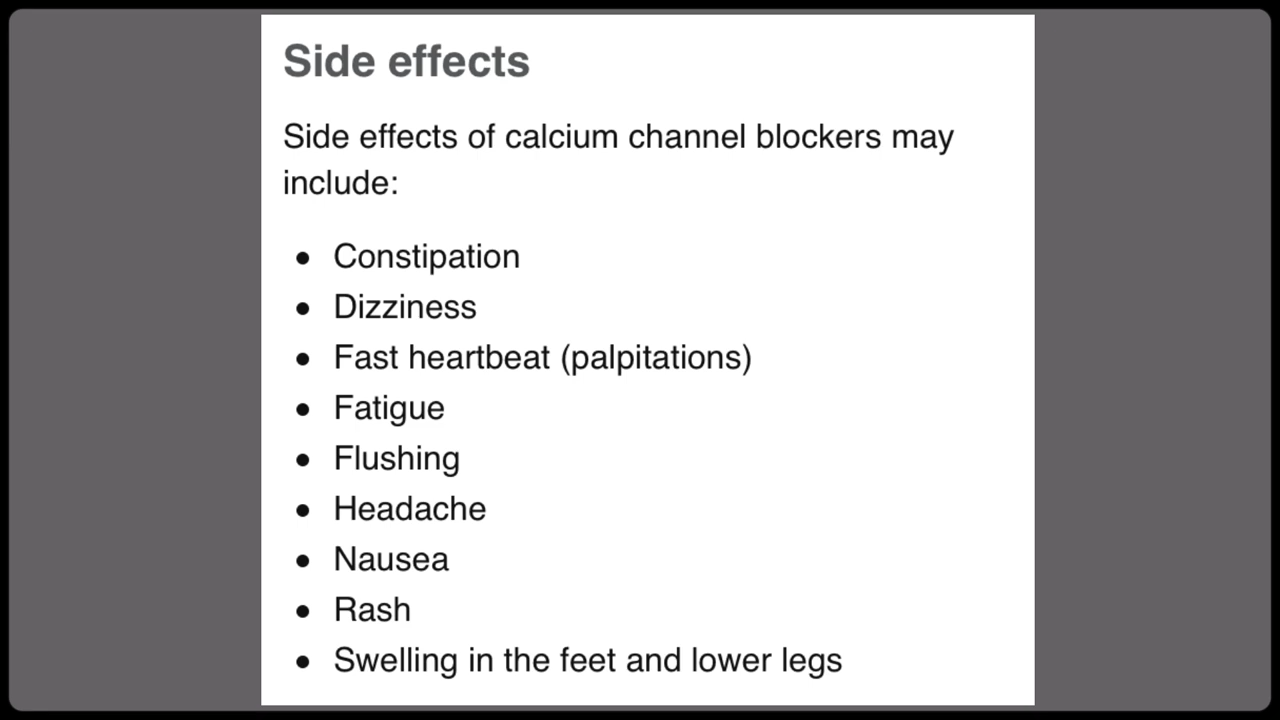 Side effects
Side effects of calcium channel blockers may
include:
• Constipation
• Dizziness
• Fast heartbeat (palpitations)
• Fatigue
• Flushing
• Headache
• Nausea
• Rash
• Swelling in the feet and lower legs